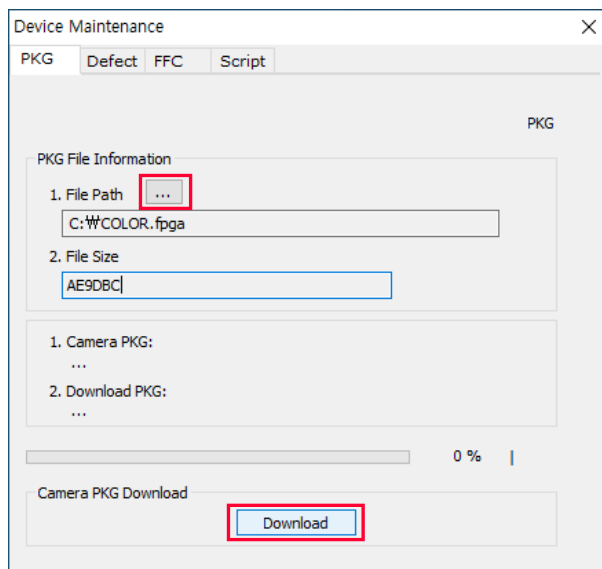 Device Maintenance
PKG Defect FFC Script
PKG
PKG File Information
1. File Path ...
C:₩COLOR.fpga
2. File Size
AE9DBC
1. Camera PKG:
...
2. Download PKG:
...
0 %
Camera PKG Download
Download